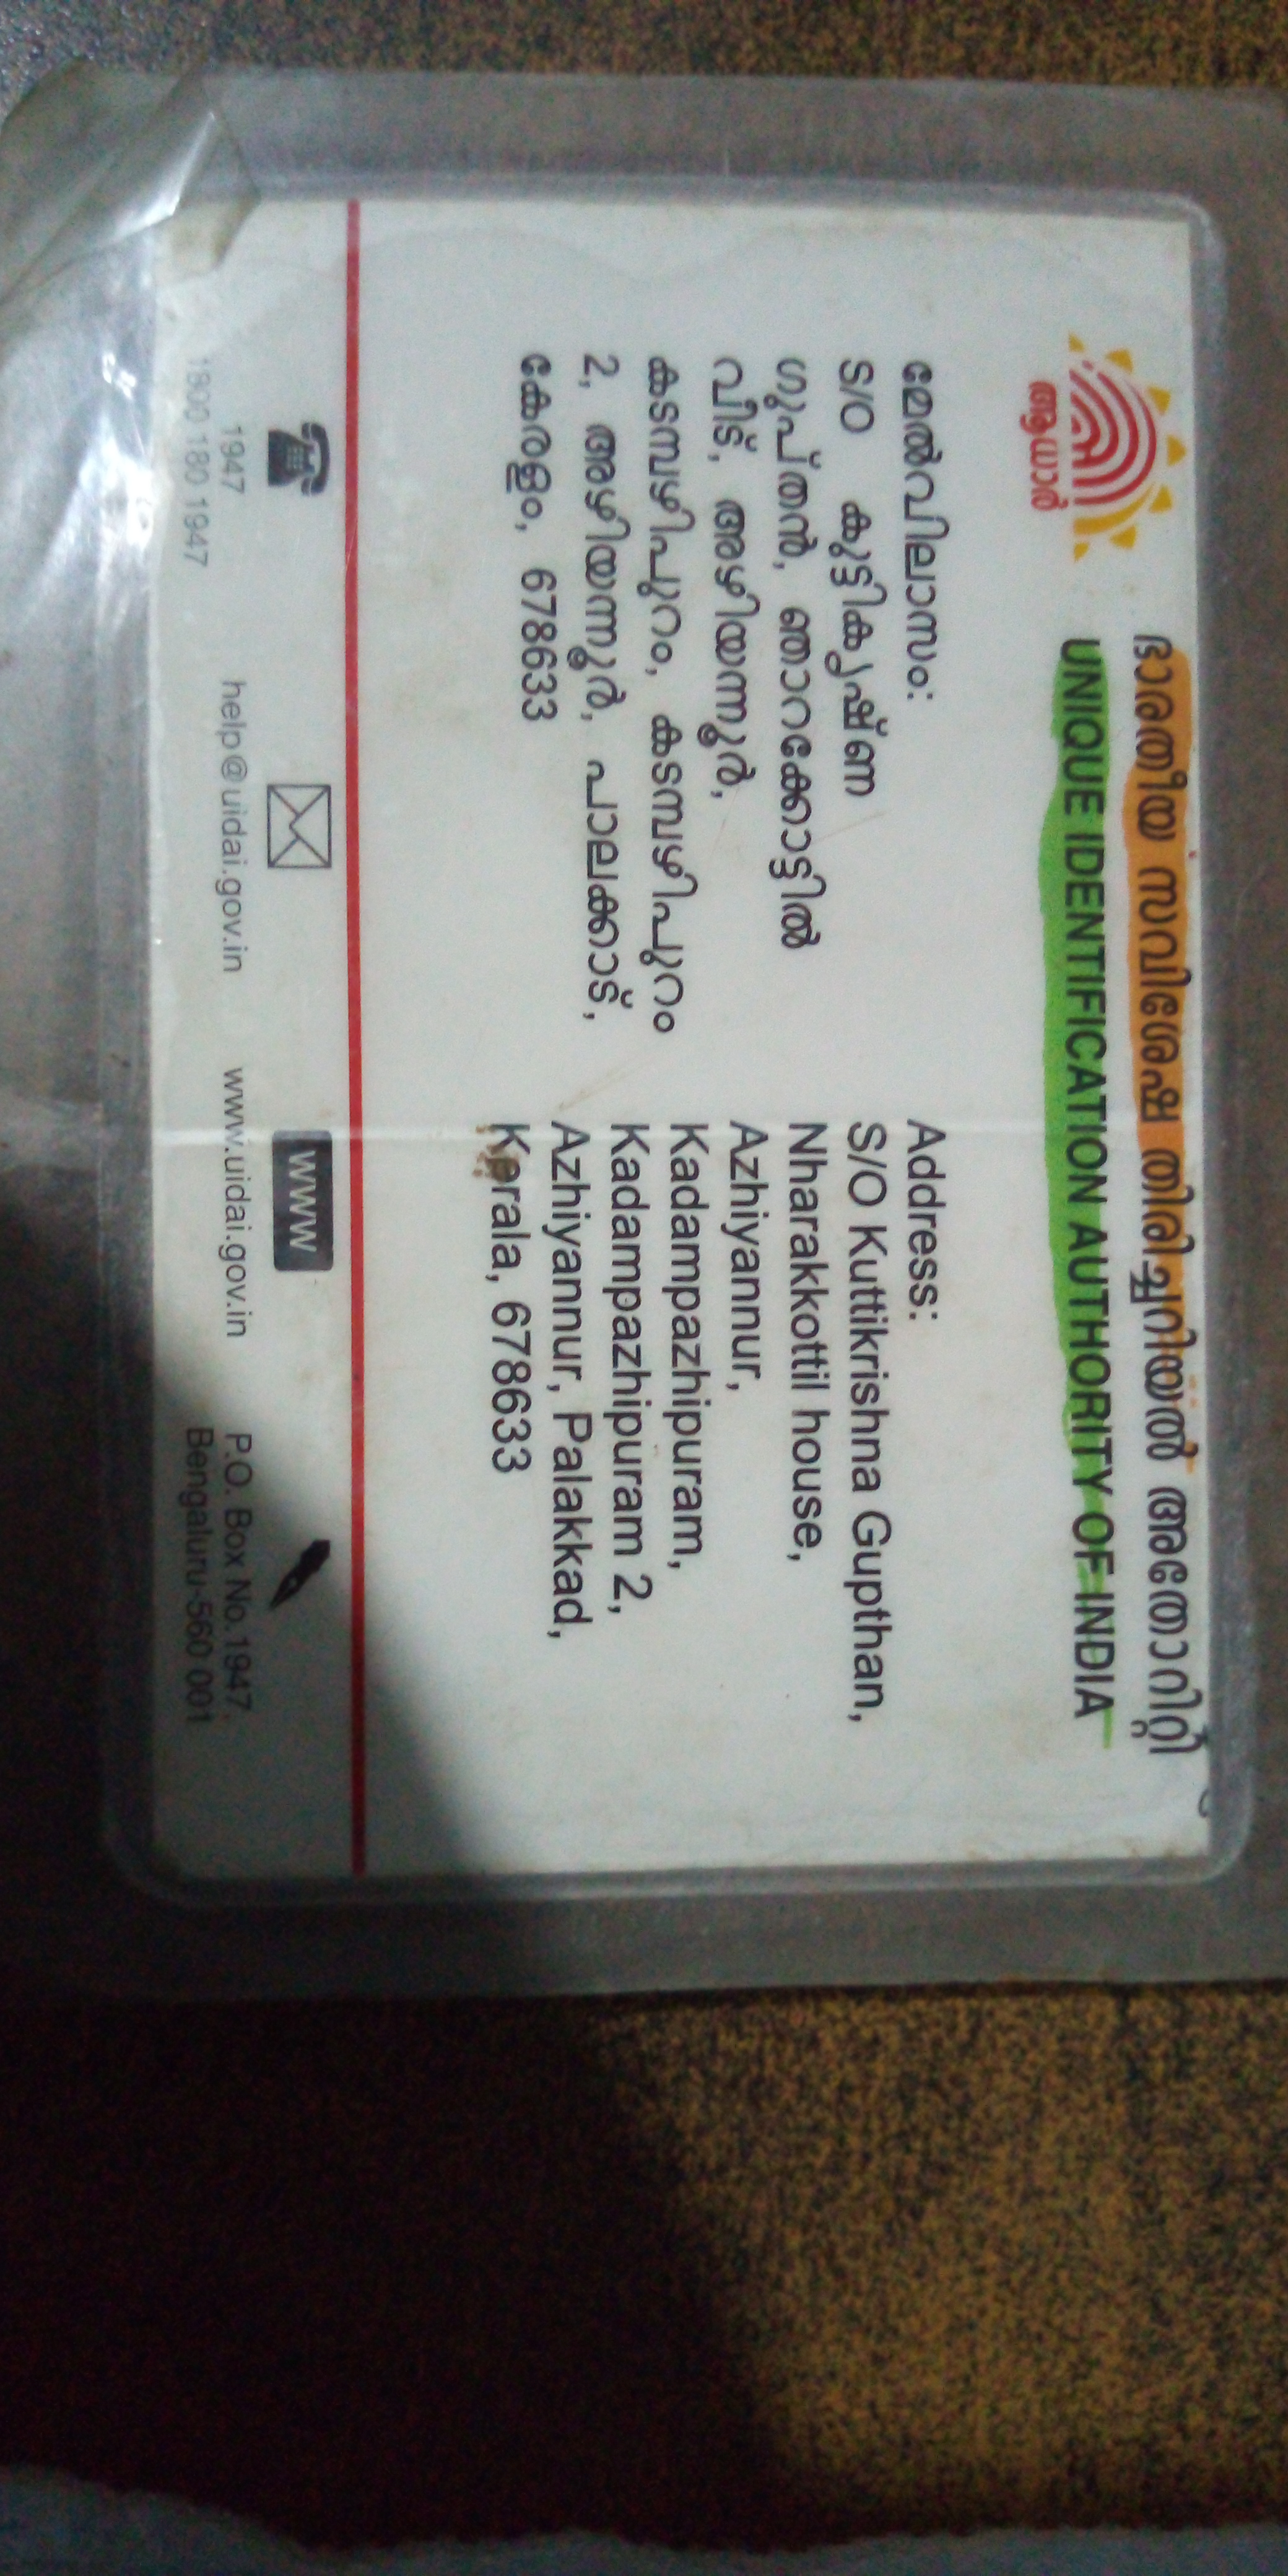 ഭാരതീയ സവിശേഷ തിരിച്ചറിയൽ അതോറിറ്റി
UNIQUE IDENTIFICATION AUTHORITY OF INDIA
ആധാർ
മേൽവിലാസം:
S/O കുട്ടികൃഷ്ണ
ഗുപ്തൻ, ഞാറക്കോട്ടിൽ
വീട്, അഴിയന്നൂർ,
കടമ്പഴിപുറം, കടമ്പഴിപുറം
2, അഴിയന്നൂർ, പാലക്കാട്,
കേരളം, 678633
Address:
S/O Kuttikrishna Gupthan,
Nharakkottil house,
Azhiyannur,
Kadampazhipuram,
Kadampazhipuram 2,
Azhiyannur, Palakkad,
Kerala, 678633
1947
1800 180 1947
help@uidai.gov.in
WWW
www.uidai.gov.in
P.O. Box No.1947,
Bengaluru-560 001